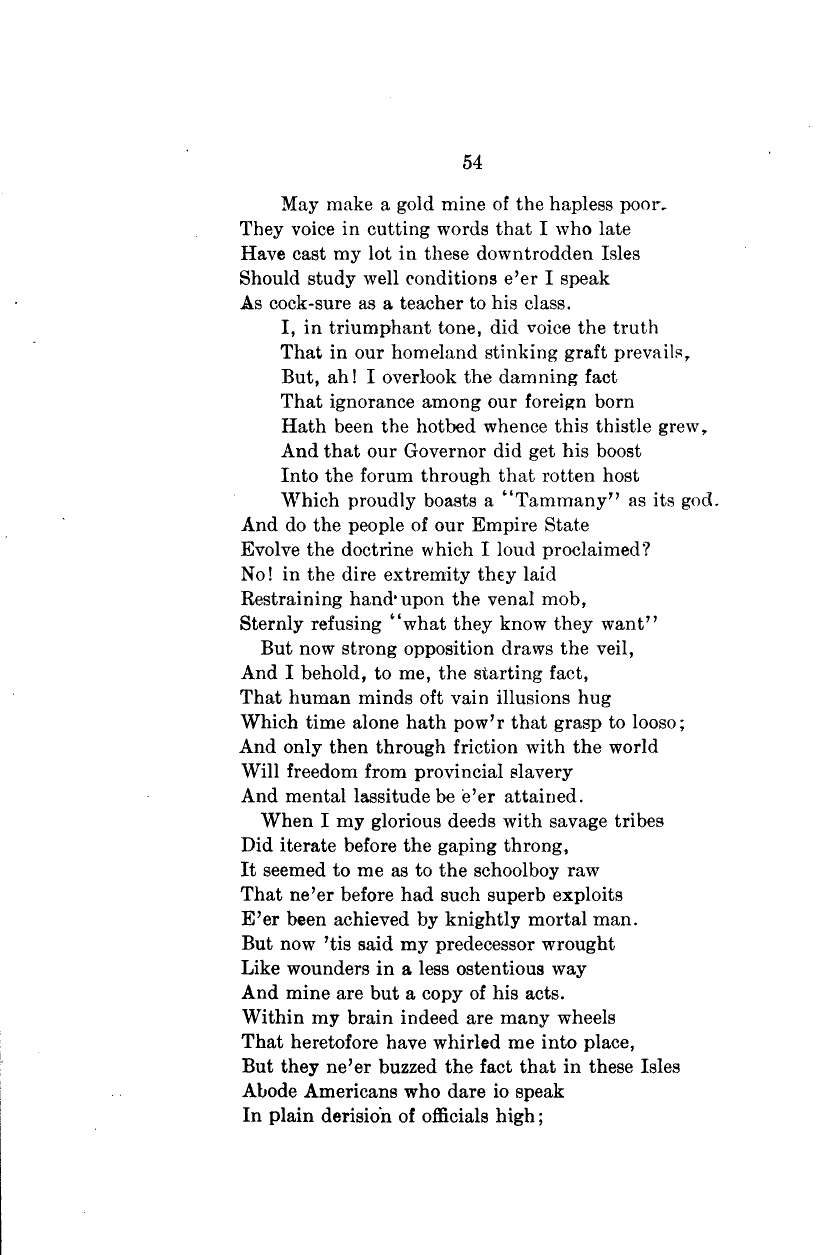 54
May make a gold mine of the hapless poor.
They voice in cutting words that I who late
Have cast my lot in these downtrodden Isles
Should study well conditions e'er I speak
As cock-sure as a teacher to his class.
I, in triumphant tone, did voice the truth
That in our homeland stinking graft prevails,
But, ah! I overlook the damning fact
That ignorance among our foreign born
Hath been the hotbed whence this thistle grew,
And that our Governor did get his boost
Into the forum through that rotten host
Which proudly boasts a "Tammany" as its god.
And do the people of our Empire State
Evolve the doctrine which I loud proclaimed?
No! in the dire extremity they laid
Restraining hand upon the venal mob,
Sternly refusing "what they know they want"
But now strong opposition draws the veil,
And I behold, to me, the starting fact,
That human minds oft vain illusions hug
Which time alone hath pow'r that grasp to looso;
And only then through friction with the world
Will freedom from provincial slavery
And mental lassitude be e'er attained.
When I my glorious deeds with savage tribes
Did iterate before the gaping throng,
It seemed to me as to the schoolboy raw
That ne'er before had such superb exploits
E'er been achieved by knightly mortal man.
But now 'tis said my predecessor wrought
Like wounders in a less ostentious way
And mine are but a copy of his acts.
Within my brain indeed are many wheels
That heretofore have whirled me into place,
But they ne'er buzzed the fact that in these Isles
Abode Americans who dare io speak
In plain derision of officials high;